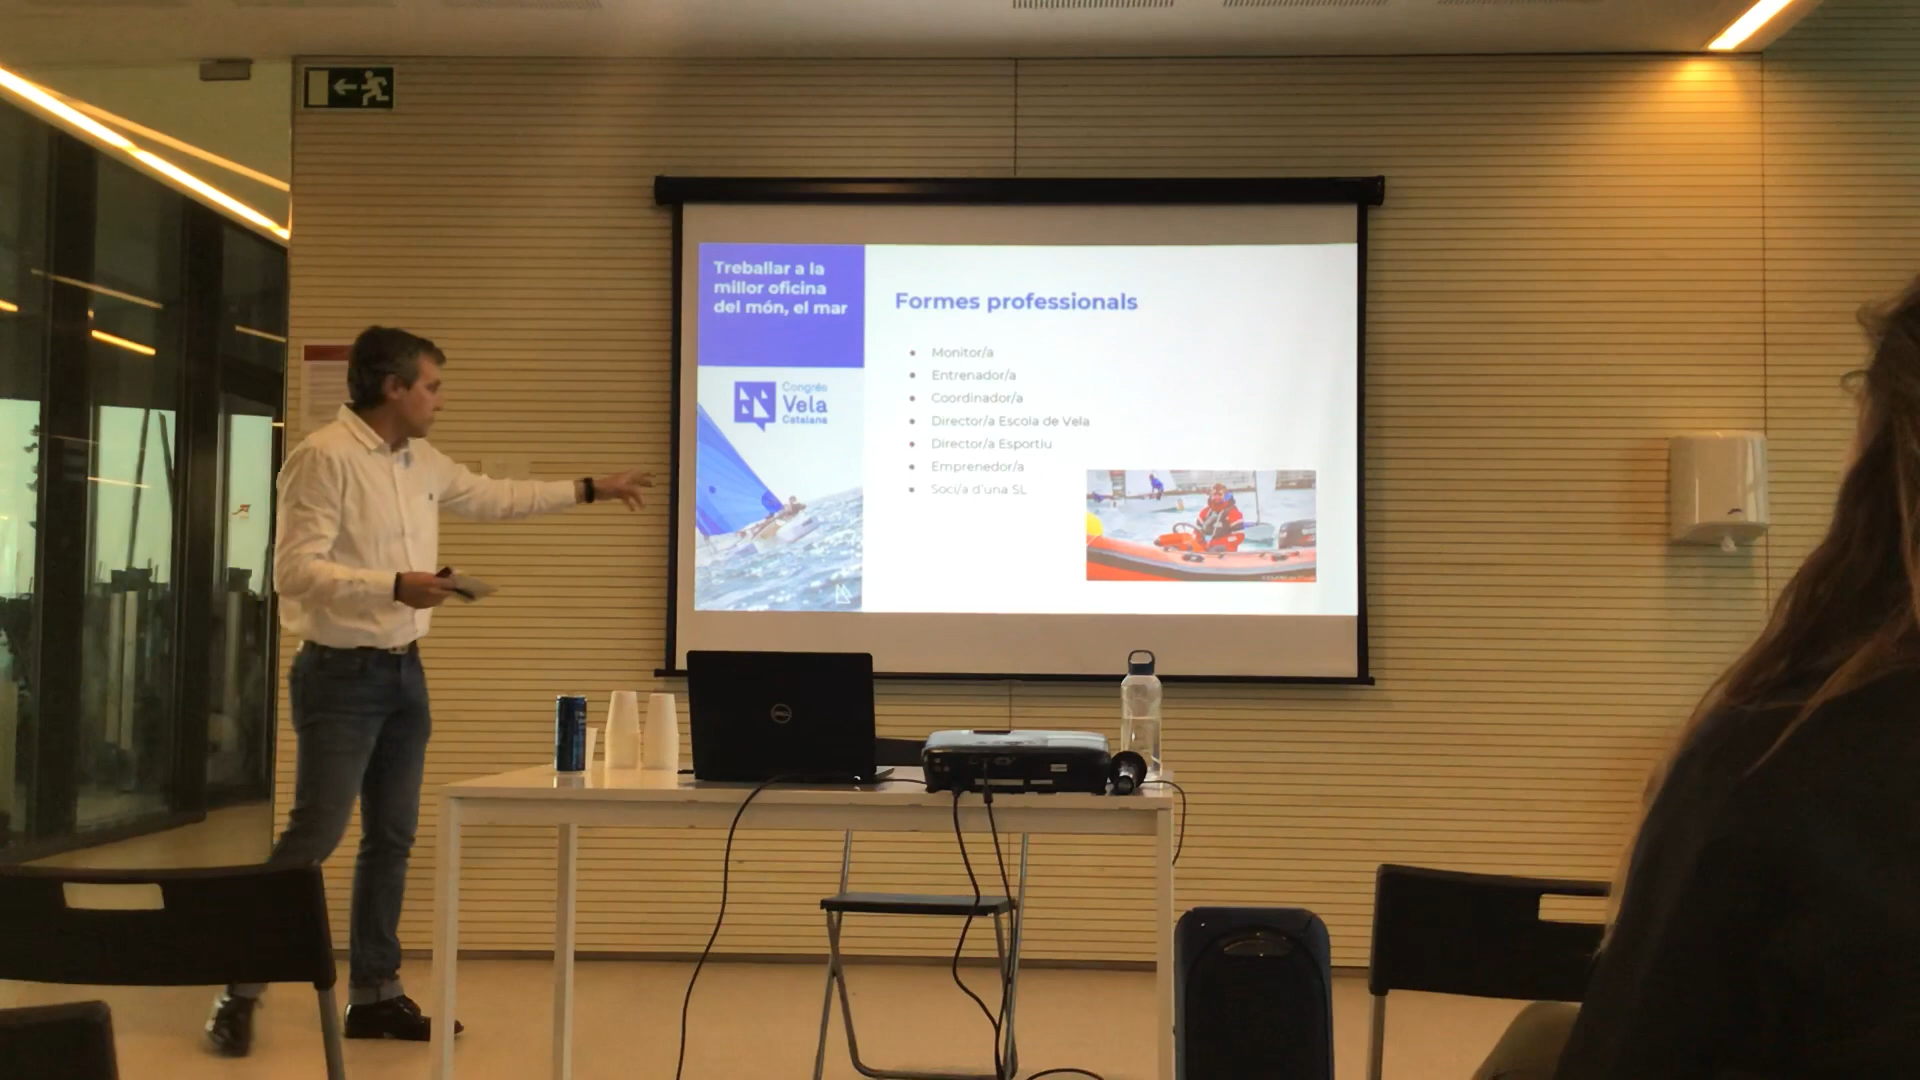 Treballar a la
millor oficina
del món, el mar
Congrés
Vela
Catalana
Formes professionals
Monitor/a
Entrenador/a
Coordinador/a
Director/a Escola de Vela
Director/a Esportiu
Emprenedor/a
Soci/a d'una SL
DELL